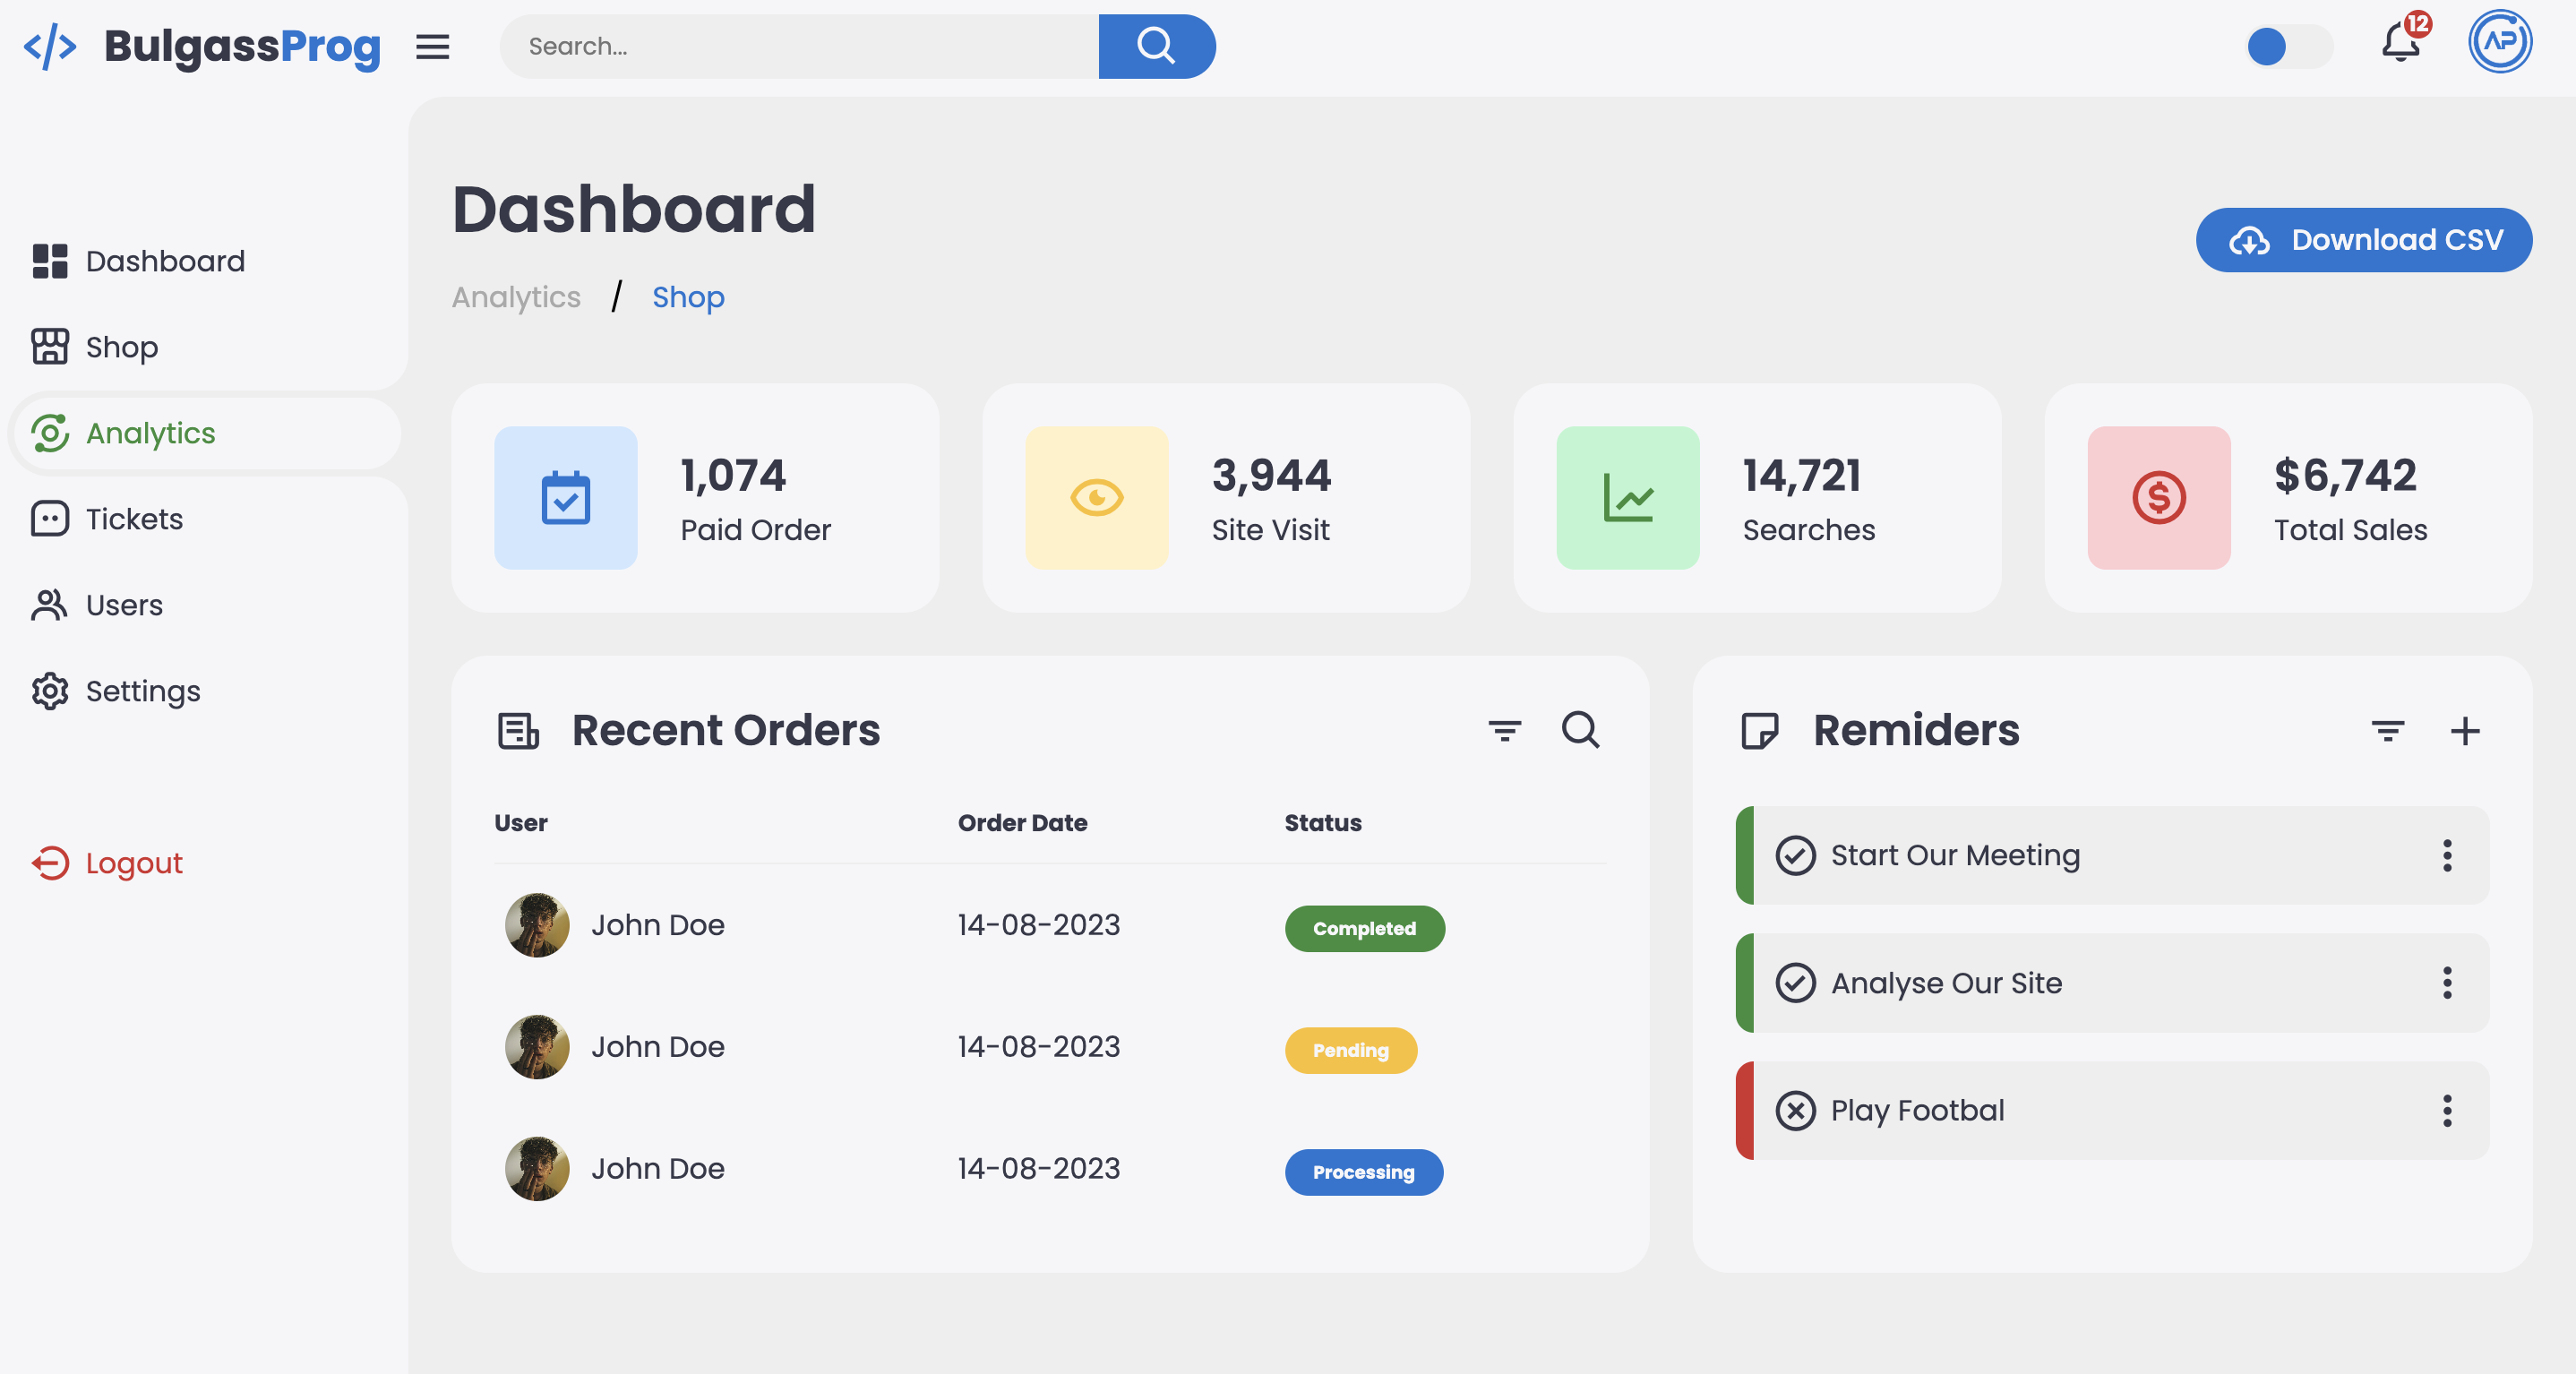 BulgassProg
Search...
12
AP
Dashboard
Shop
Analytics
Tickets
Users
Settings
Logout
Dashboard
Analytics / Shop
Download CSV
1,074
Paid Order
3,944
Site Visit
14,721
Searches
$6,742
Total Sales
Recent Orders
User Order Date Status
John Doe 14-08-2023 Completed
John Doe 14-08-2023 Pending
John Doe 14-08-2023 Processing
Remiders
Start Our Meeting
Analyse Our Site
Play Footbal